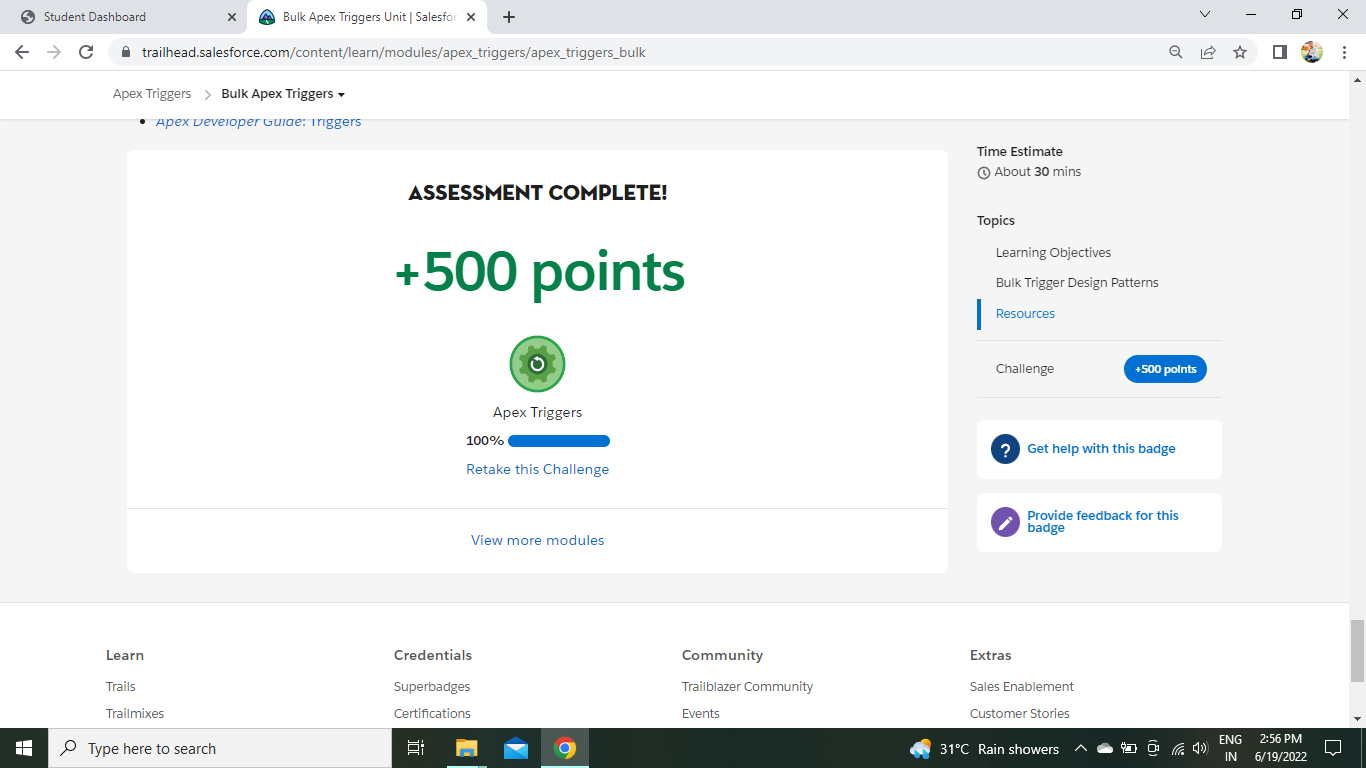 Student Dashboard
Bulk Apex Triggers Unit | Salesfor
trailhead.salesforce.com/content/learn/modules/apex_triggers/apex_triggers_bulk
Apex Triggers
Bulk Apex Triggers
Apex Developer Guide: Triggers
ASSESSMENT COMPLETE!
+500 points
Apex Triggers
100%
Retake this Challenge
View more modules
Time Estimate
About 30 mins
Topics
Learning Objectives
Bulk Trigger Design Patterns
Resources
Challenge
+500 points
?
Get help with this badge
Provide feedback for this
badge
Learn
Trails
Trailmixes
Credentials
Superbadges
Certifications
Community
Trailblazer Community
Events
Extras
Sales Enablement
Customer Stories
Type here to search
31°C Rain showers
ENG
IN
2:56 PM
6/19/2022